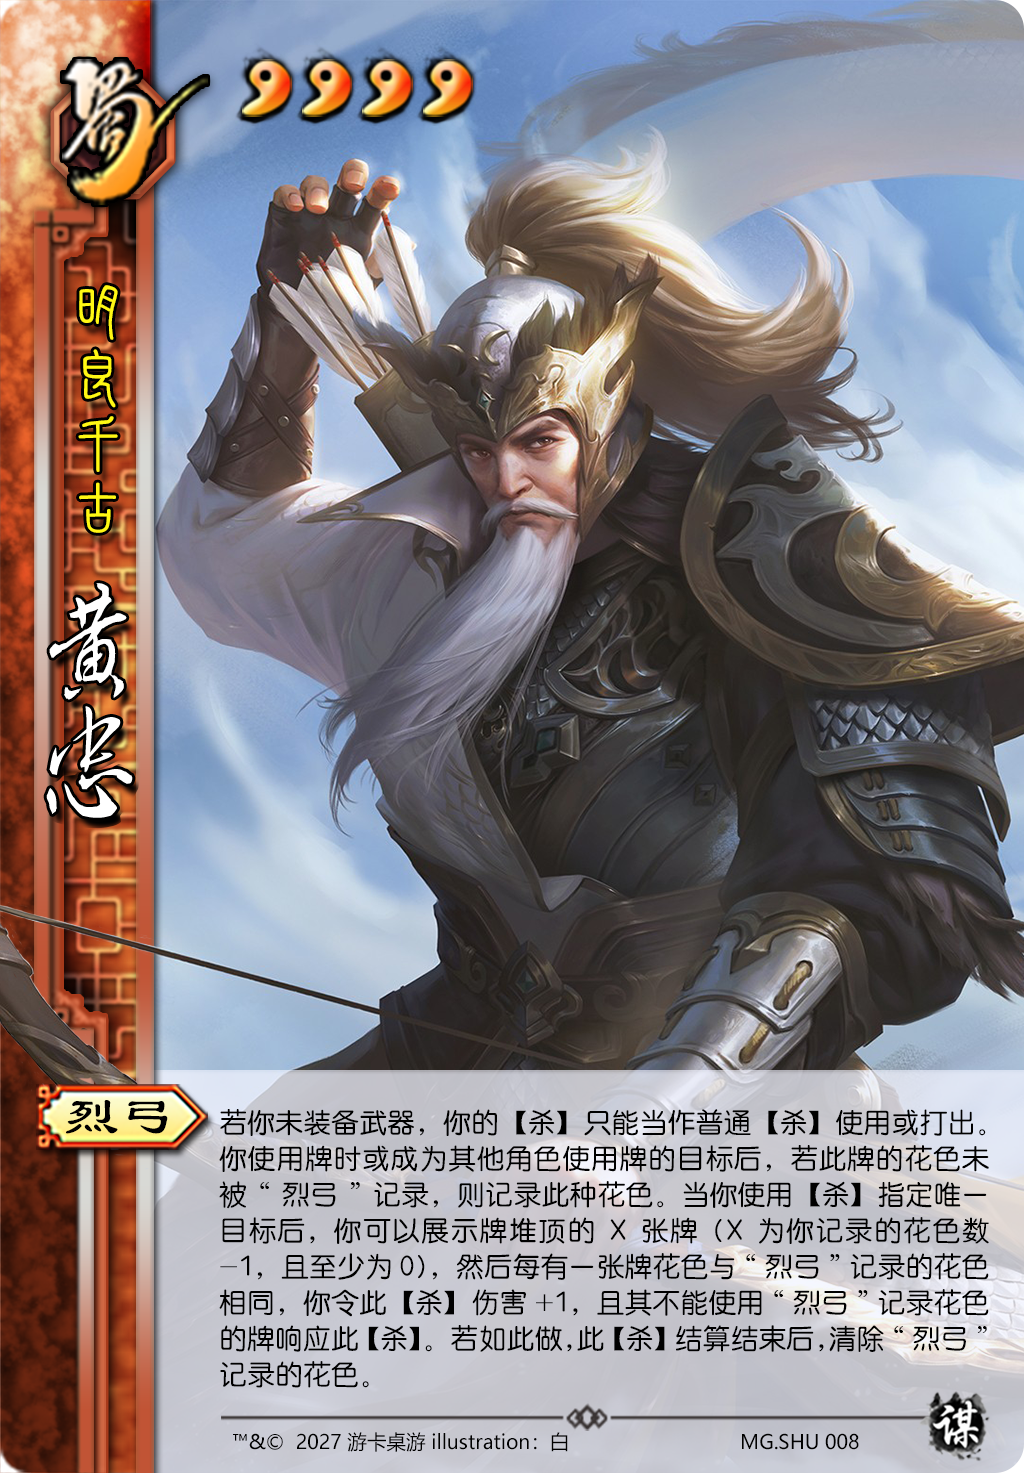 蜀
明良千古
黄忠
烈弓
若你未装备武器，你的【杀】只能当作普通【杀】使用或打出。
你使用牌时或成为其他角色使用牌的目标后，若此牌的花色未
被“烈弓”记录，则记录此种花色。当你使用【杀】指定唯一
目标后，你可以展示牌堆顶的 X 张牌（X 为你记录的花色数
-1，且至少为0），然后每有一张牌花色与“烈弓”记录的花色
相同，你令此【杀】伤害+1，且其不能使用“烈弓”记录花色
的牌响应此【杀】。若如此做，此【杀】结算结束后，清除“烈弓”
记录的花色。
™&© 2027 游卡桌游 illustration：白
MG.SHU 008
谋